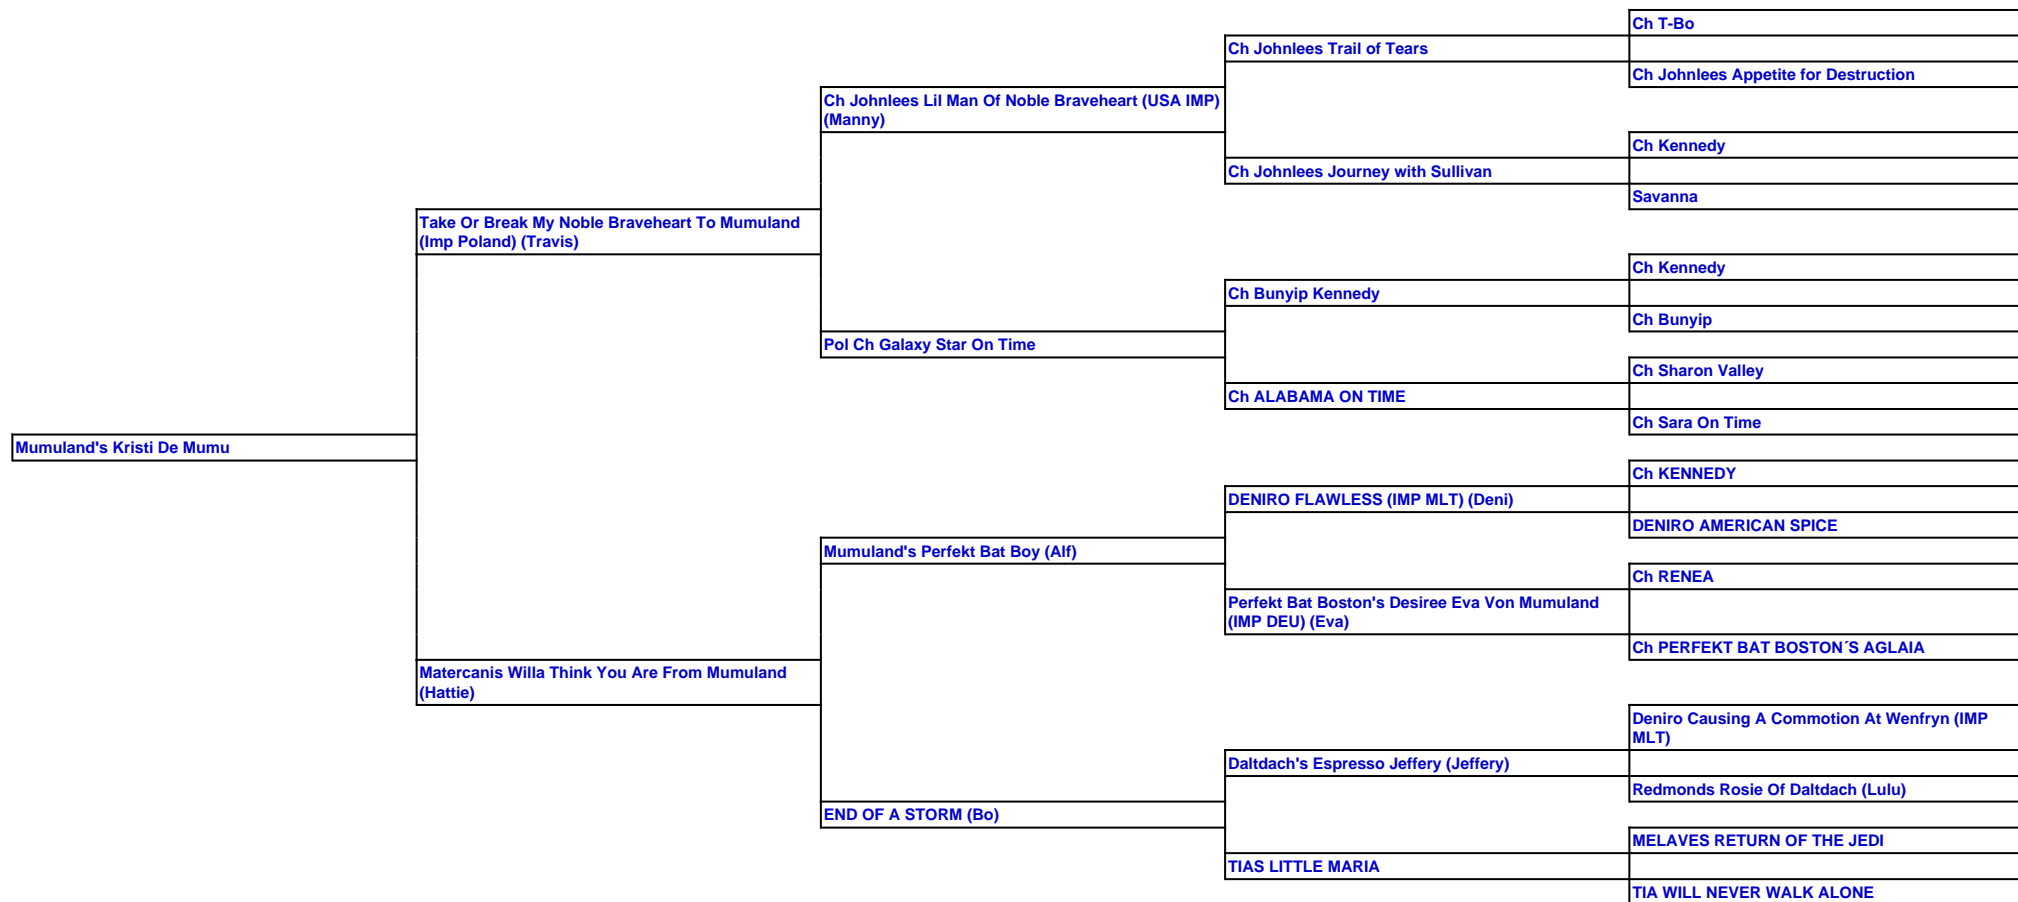 Ch T-Bo
Ch Johnlees Trail of Tears
Ch Johnlees Appetite for Destruction
Ch Johnlees Lil Man Of Noble Braveheart (USA IMP)
(Manny)
Ch Kennedy
Ch Johnlees Journey with Sullivan
Savanna
Take Or Break My Noble Braveheart To Mumuland
(Imp Poland) (Travis)
Ch Kennedy
Ch Bunyip Kennedy
Ch Bunyip
Pol Ch Galaxy Star On Time
Ch Sharon Valley
Ch ALABAMA ON TIME
Ch Sara On Time
Mumuland's Kristi De Mumu
Ch KENNEDY
DENIRO FLAWLESS (IMP MLT) (Deni)
DENIRO AMERICAN SPICE
Mumuland's Perfekt Bat Boy (Alf)
Ch RENEA
Perfekt Bat Boston's Desiree Eva Von Mumuland
(IMP DEU) (Eva)
Ch PERFEKT BAT BOSTON´S AGLAIA
Matercanis Willa Think You Are From Mumuland
(Hattie)
Deniro Causing A Commotion At Wenfryn (IMP
MLT)
Daltdach's Espresso Jeffery (Jeffery)
Redmonds Rosie Of Daltdach (Lulu)
END OF A STORM (Bo)
MELAVES RETURN OF THE JEDI
TIAS LITTLE MARIA
TIA WILL NEVER WALK ALONE